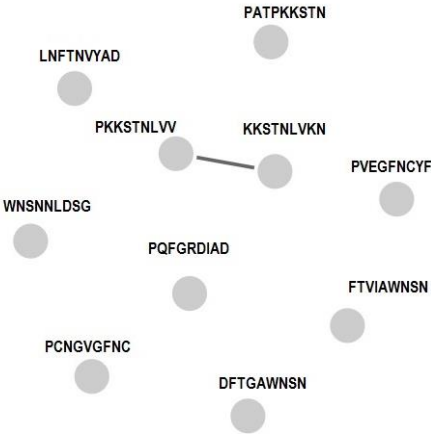 PATPKKSTN
LNFTNVYAD
PKKSTNLVV KKSTNLVKN
PVEGFNCYF
WNSNNLDSG
PQFGRDIAD
FTVIAWNSN
PCNGVGFNC
DFTGAWNSN